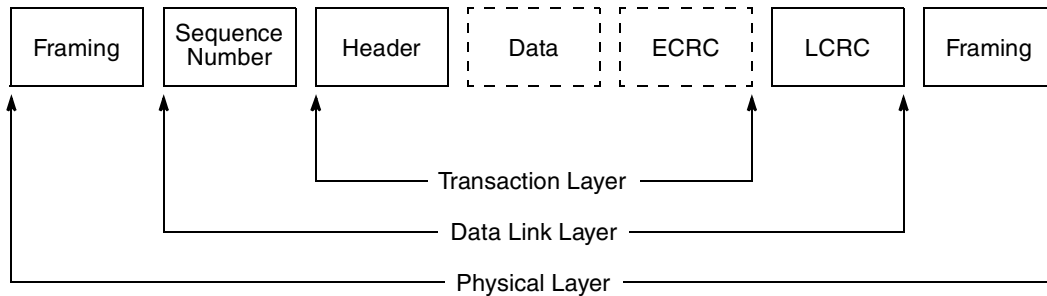 Framing
Sequence
Number
Header
Data
ECRC
LCRC
Framing
Transaction Layer
Data Link Layer
Physical Layer